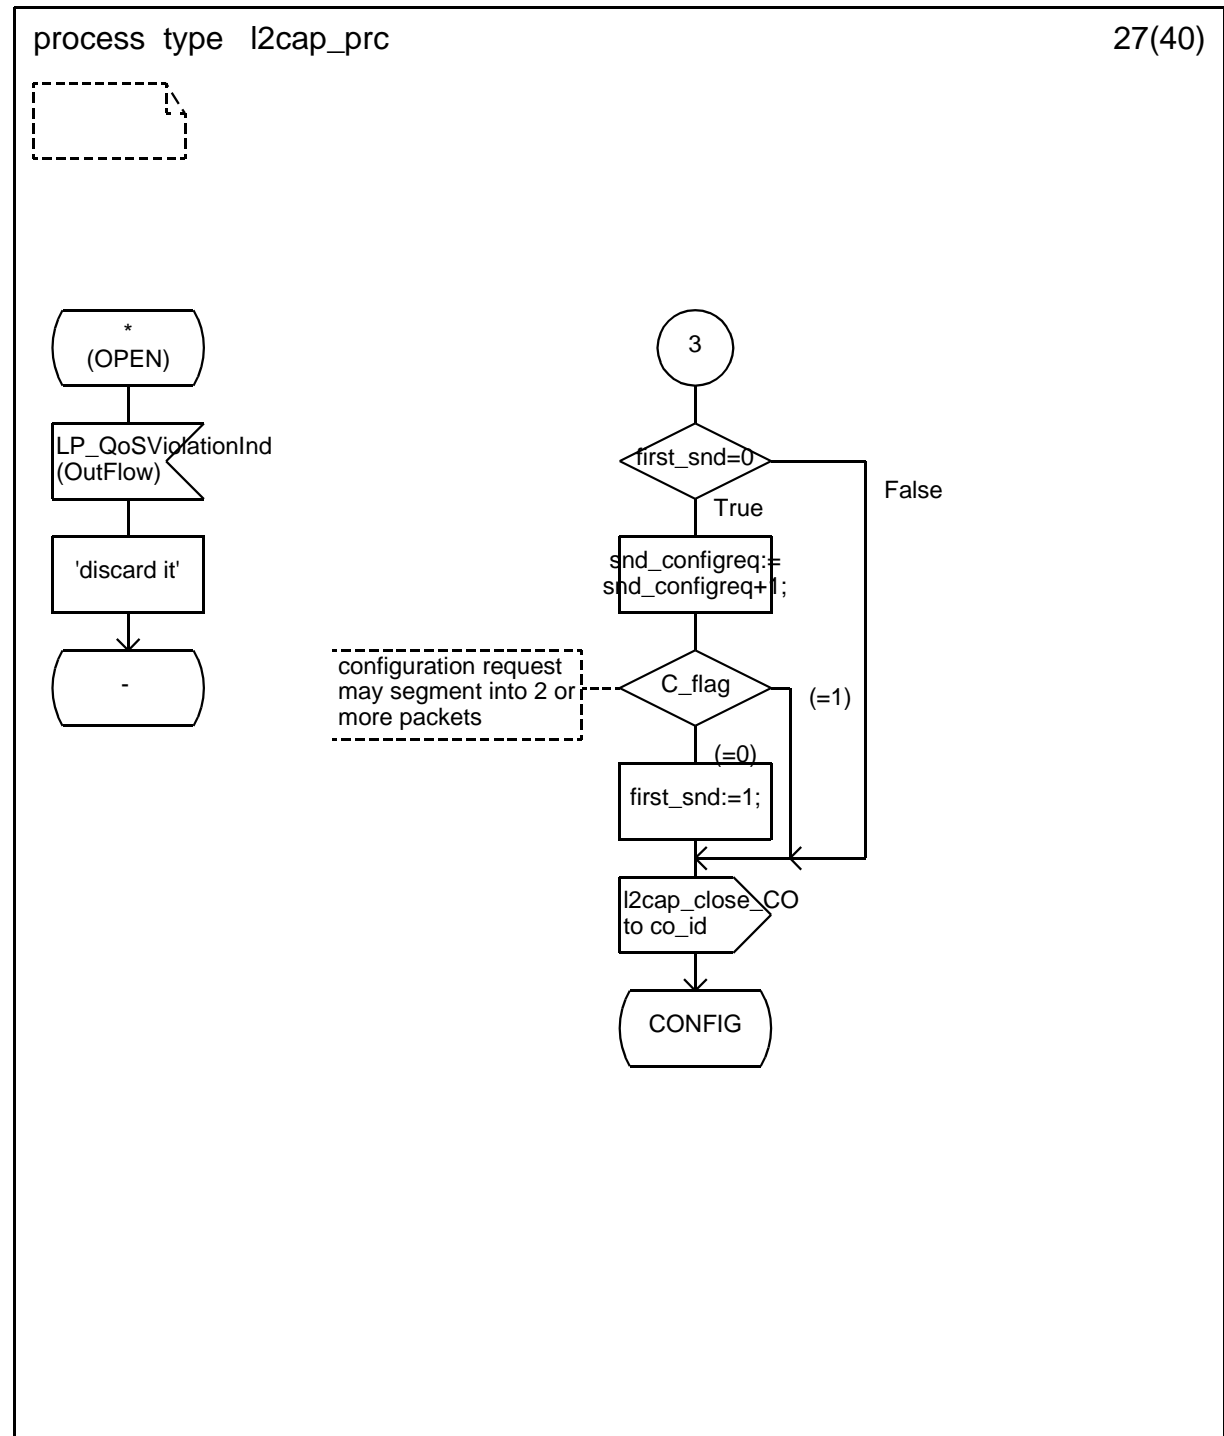 process type l2cap_prc
27(40)
*
(OPEN)
LP_QoSViolationInd
(OutFlow)
'discard it'
-
3
first_snd=0
False
True
snd_configreq:=
snd_configreq+1;
configuration request
may segment into 2 or
more packets
C_flag
(=1)
(=0)
first_snd:=1;
l2cap_close_CO
to co_id
CONFIG